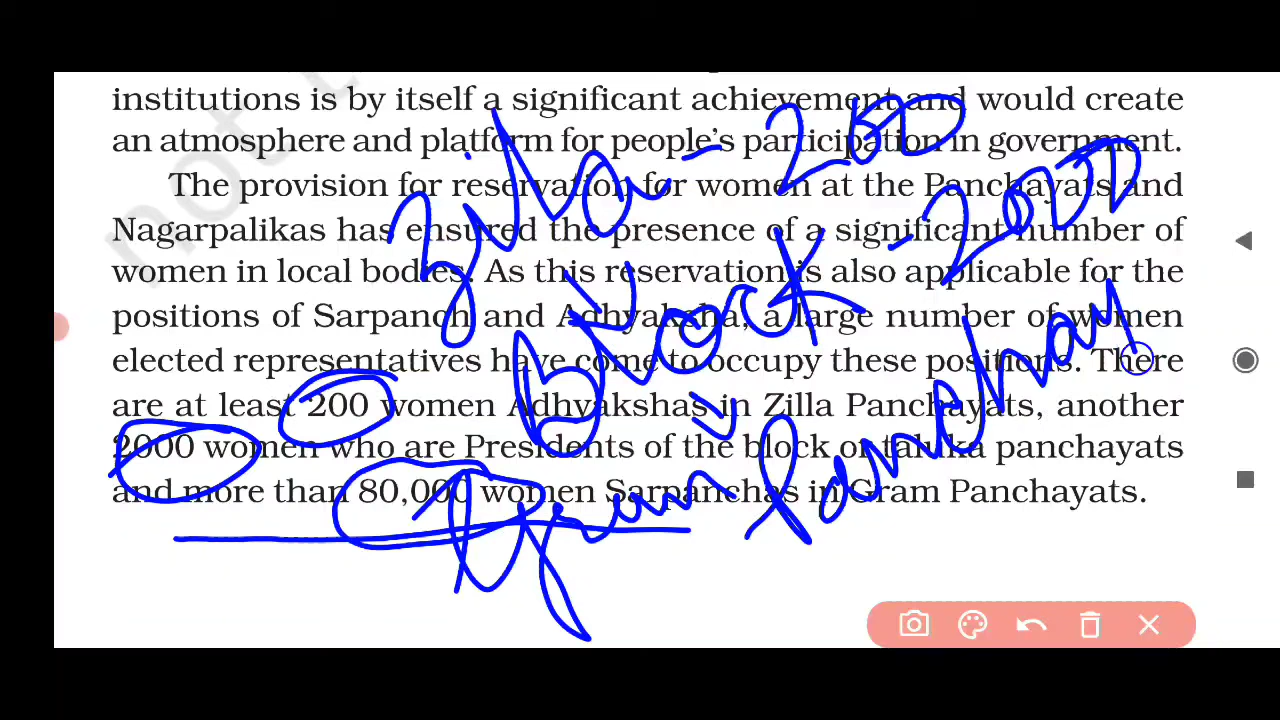 institutions is by itself a significant achievement and would create
an atmosphere and platform for people's participation in government.
The provision for reservation for women at the Panchayats and
Nagarpalikas has ensured the presence of a significant number of
women in local bodies. As this reservation is also applicable for the
positions of Sarpanch and Adhyaksha, a large number of women
elected representatives have come to occupy these positions. There
are at least 200 women Adhyakshas in Zilla Panchayats, another
2000 women who are Presidents of the block or taluka panchayats
and more than 80,000 women Sarpanchas in Gram Panchayats.
not
Zilla - 200
Block - 2000
Panchay